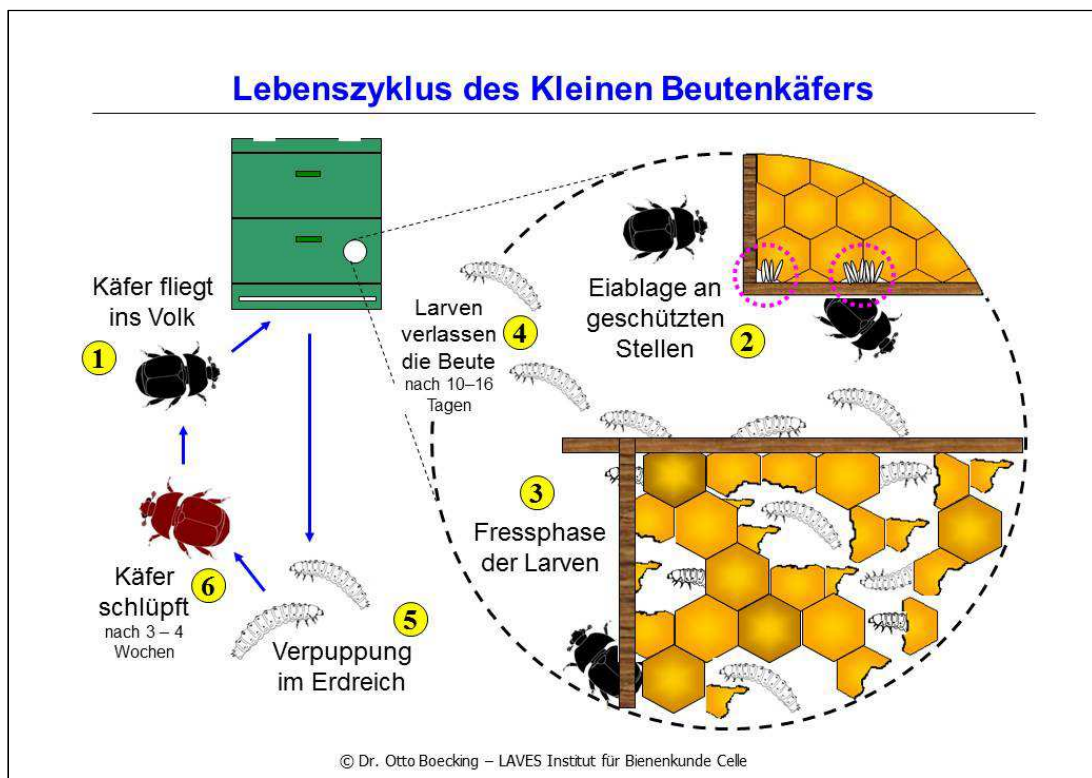 Lebenszyklus des Kleinen Beutenkäfers
Käfer fliegt
ins Volk
1
Eiablage an
geschützten
Stellen
2
Larven
verlassen
die Beute
nach 10–16
Tagen
4
3
Fressphase
der Larven
Käfer
schlüpft
nach 3 – 4
Wochen
6
5
Verpuppung
im Erdreich
© Dr. Otto Boecking – LAVES Institut für Bienenkunde Celle